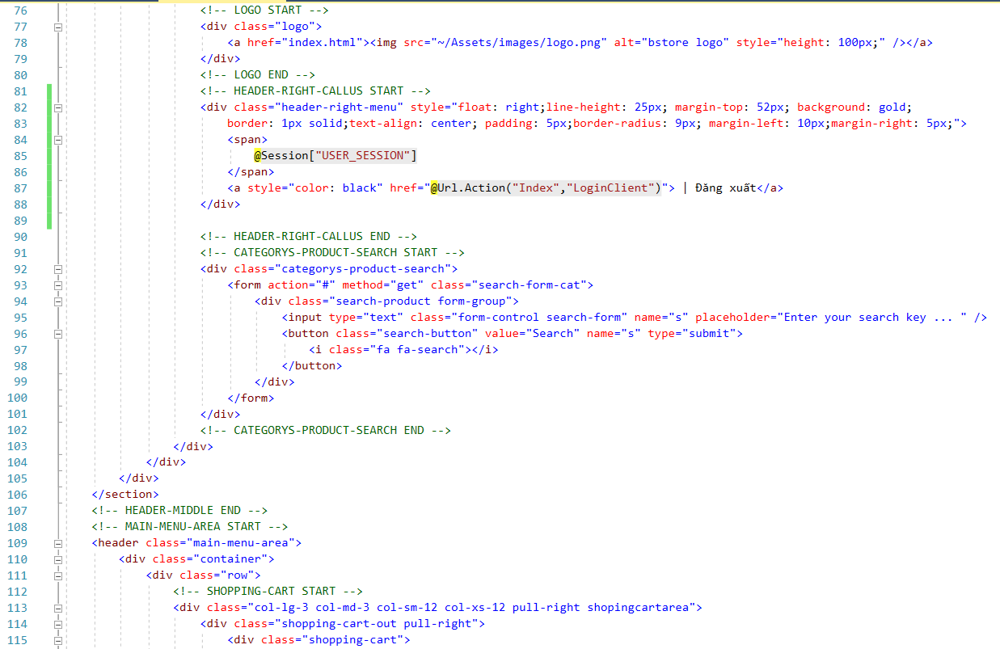 76 <!-- LOGO START -->
77 <div class="logo">
78 <a href="index.html"><img src="~/Assets/images/logo.png" alt="bstore logo" style="height: 100px;" /></a>
79 </div>
80 <!-- LOGO END -->
81 <!-- HEADER-RIGHT-CALLUS START -->
82 <div class="header-right-menu" style="float: right;line-height: 25px; margin-top: 52px; background: gold;
83 border: 1px solid;text-align: center; padding: 5px;border-radius: 9px; margin-left: 10px;margin-right: 5px;">
84 <span>
85 @Session["USER_SESSION"]
86 </span>
87 <a style="color: black" href="@Url.Action("Index","LoginClient")"> | Đăng xuất</a>
88 </div>
89
90 <!-- HEADER-RIGHT-CALLUS END -->
91 <!-- CATEGORYS-PRODUCT-SEARCH START -->
92 <div class="categorys-product-search">
93 <form action="#" method="get" class="search-form-cat">
94 <div class="search-product form-group">
95 <input type="text" class="form-control search-form" name="s" placeholder="Enter your search key ... " />
96 <button class="search-button" value="Search" name="s" type="submit">
97 <i class="fa fa-search"></i>
98 </button>
99 </div>
100 </form>
101 </div>
102 <!-- CATEGORYS-PRODUCT-SEARCH END -->
103 </div>
104 </div>
105 </div>
106 </section>
107 <!-- HEADER-MIDDLE END -->
108 <!-- MAIN-MENU-AREA START -->
109 <header class="main-menu-area">
110 <div class="container">
111 <div class="row">
112 <!-- SHOPPING-CART START -->
113 <div class="col-lg-3 col-md-3 col-sm-12 col-xs-12 pull-right shopingcartarea">
114 <div class="shopping-cart-out pull-right">
115 <div class="shopping-cart">